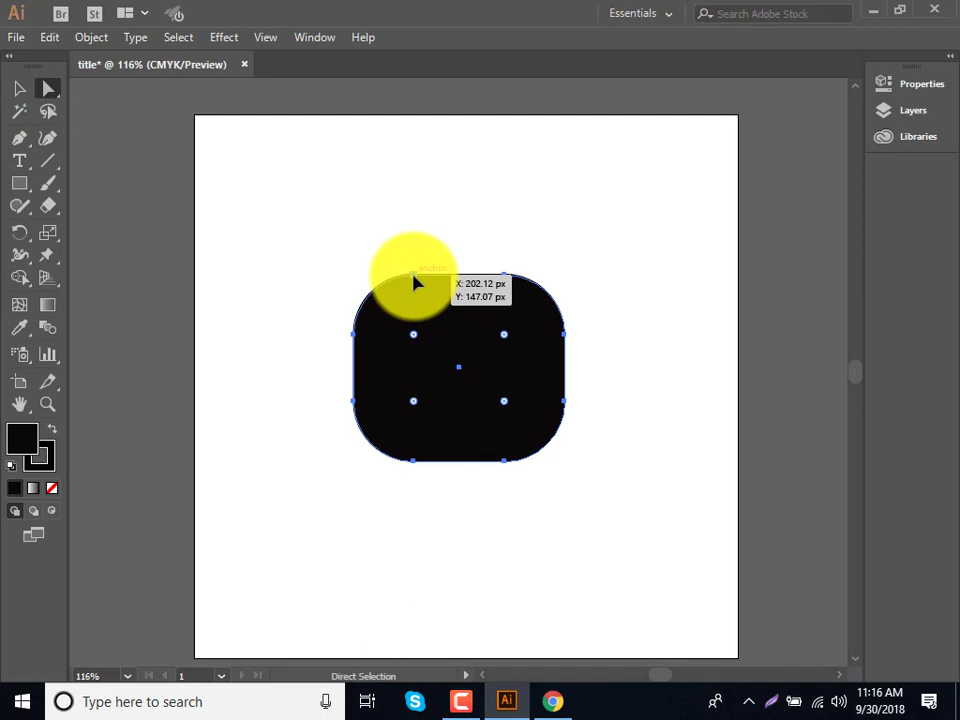 Ai Br St Essentials Search Adobe Stock
File Edit Object Type Select Effect View Window Help
title* @ 116% (CMYK/Preview)
Properties
Layers
Libraries
anchor
X: 202.12 px
Y: 147.07 px
T
116% 1 Direct Selection
Type here to search
Ai
11:16 AM
9/30/2018